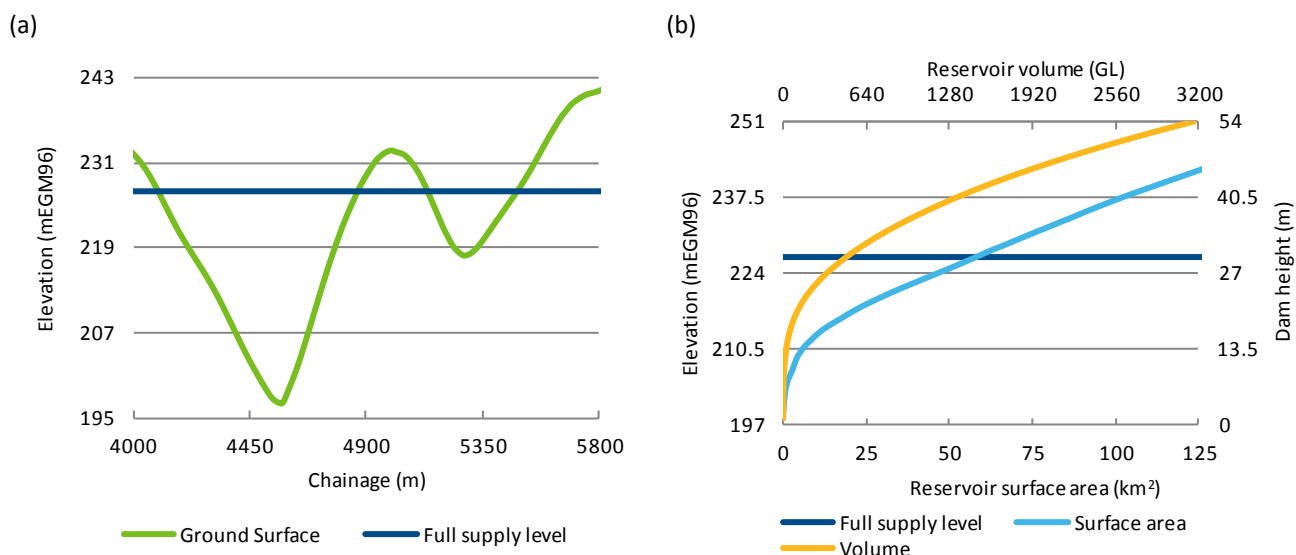 (a)
243
231
219
207
195
Elevation (mEGM96)
4000 4450 4900 5350 5800
Chainage (m)
Ground Surface Full supply level
(b)
Reservoir volume (GL)
0 640 1280 1920 2560 3200
251
237.5
224
210.5
197
Elevation (mEGM96)
54
40.5
27
13.5
0
Dam height (m)
0 25 50 75 100 125
Reservoir surface area (km²)
Full supply level Surface area
Volume